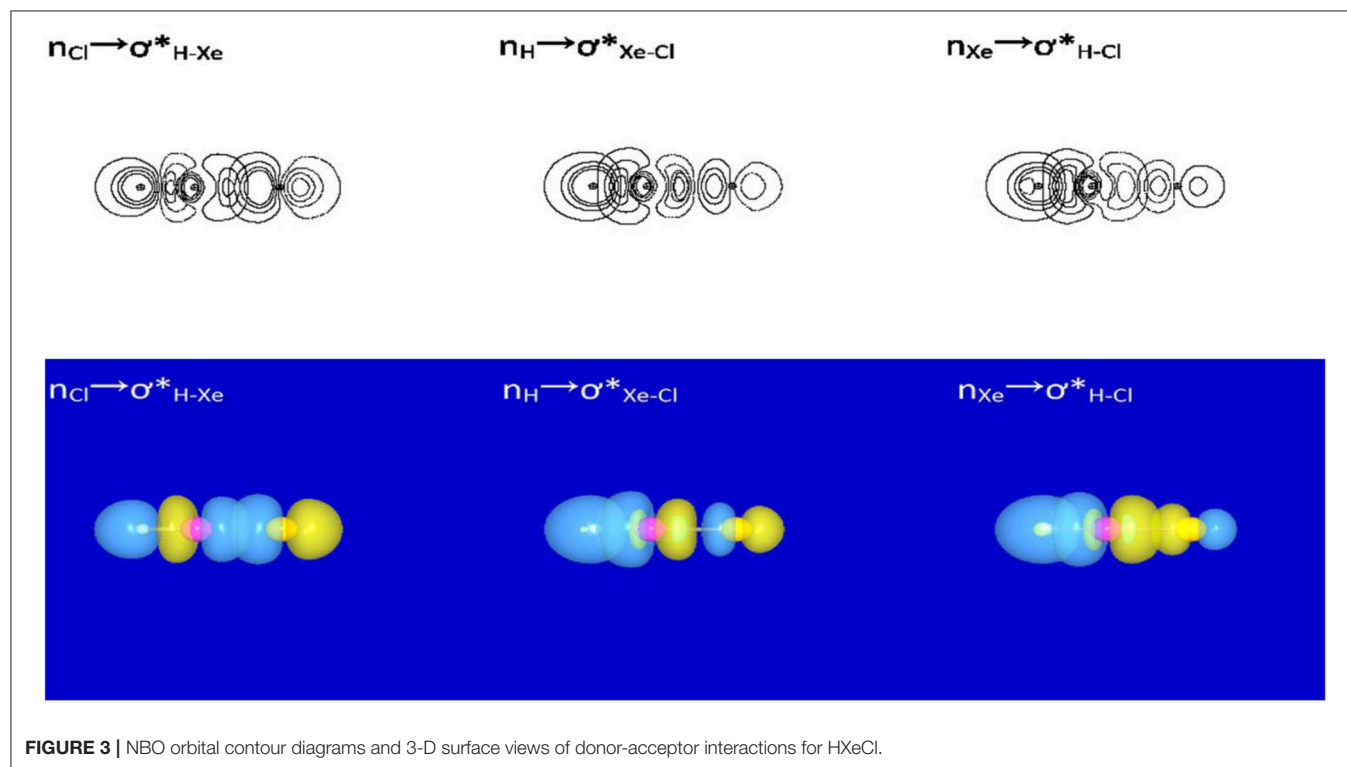 nCl→σ*H-Xe
nH→σ*Xe-Cl
nXe→σ*H-Cl
nCl→σ*H-Xe
nH→σ*Xe-Cl
nXe→σ*H-Cl
FIGURE 3 | NBO orbital contour diagrams and 3-D surface views of donor-acceptor interactions for HXeCl.